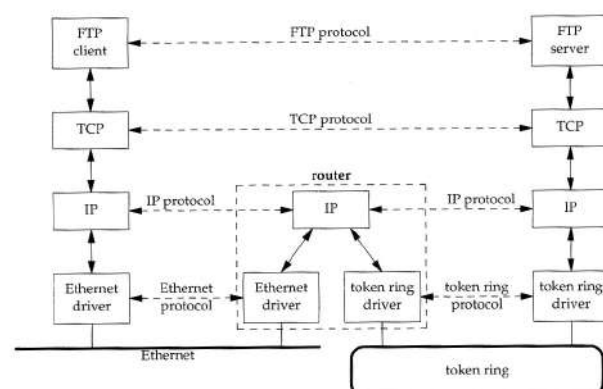 FTP client
FTP protocol
FTP server
TCP
TCP protocol
TCP
router
IP
IP protocol
IP
IP protocol
IP
Ethernet driver
Ethernet protocol
Ethernet driver
token ring driver
token ring protocol
token ring driver
Ethernet
token ring